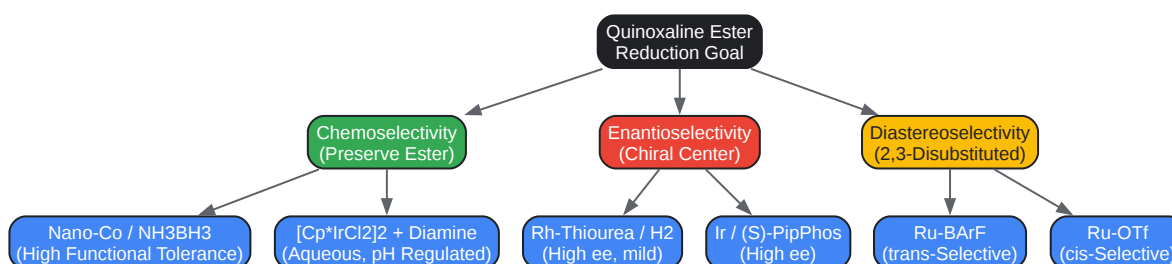 Quinoxaline Ester
Reduction Goal
Chemoselectivity
(Preserve Ester)
Enantioselectivity
(Chiral Center)
Diastereoselectivity
(2,3-Disubstituted)
Nano-Co / NH3BH3
(High Functional Tolerance)
[Cp*IrCl2]2 + Diamine
(Aqueous, pH Regulated)
Rh-Thiourea / H2
(High ee, mild)
Ir / (S)-PipPhos
(High ee)
Ru-BArF
(trans-Selective)
Ru-OTf
(cis-Selective)